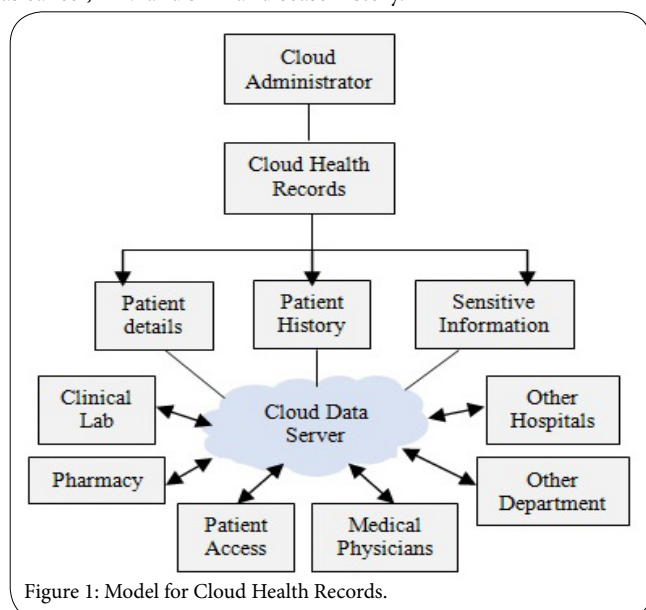 Cloud
Administrator
Cloud Health
Records
Patient
details
Patient
History
Sensitive
Information
Clinical
Lab
Cloud Data
Server
Other
Hospitals
Pharmacy
Other
Department
Patient
Access
Medical
Physicians
Figure 1: Model for Cloud Health Records.